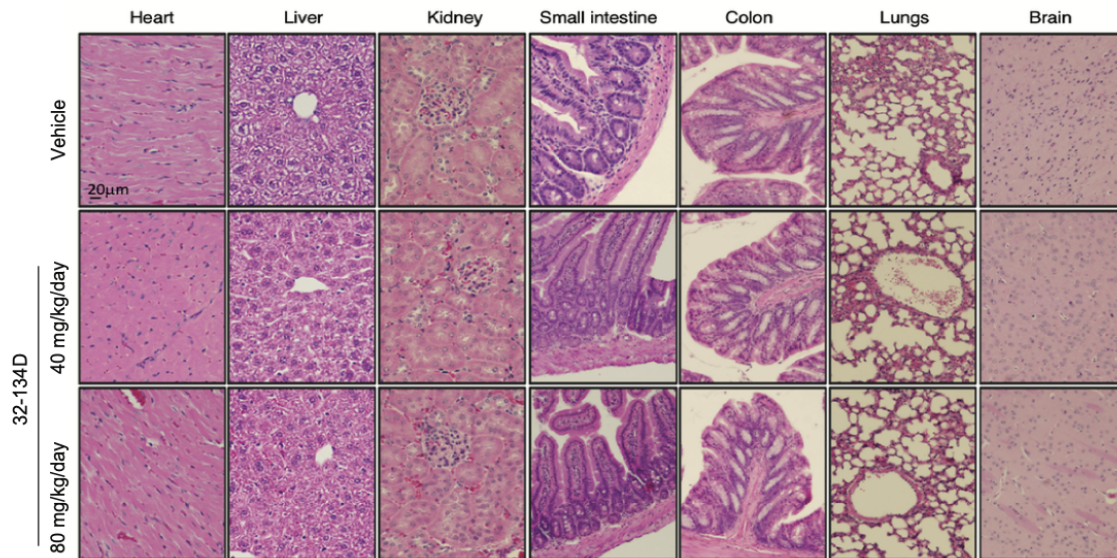 Heart Liver Kidney Small intestine Colon Lungs Brain
Vehicle
20μm
32-134D
40 mg/kg/day
80 mg/kg/day